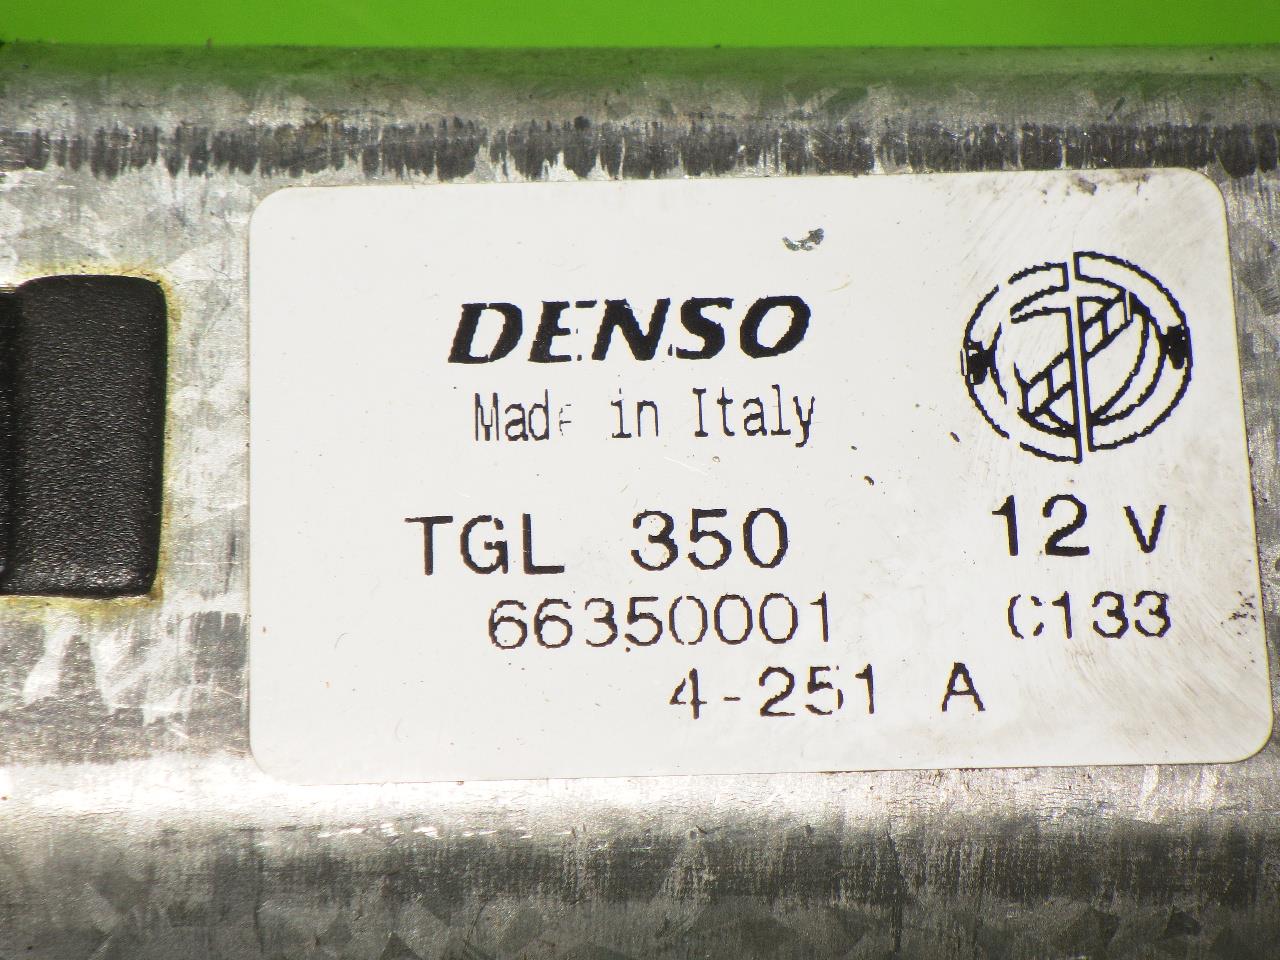 DENSO
Made in Italy
TGL 350 12 V
66350001 C133
4-251 A